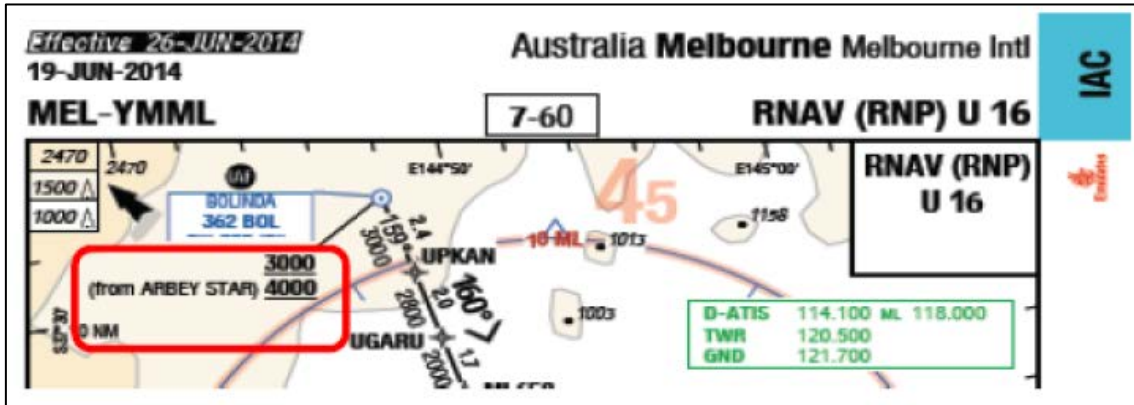 Effective 26-JUN-2014
19-JUN-2014
Australia Melbourne Melbourne Intl
IAC
MEL-YMML
7-60
RNAV (RNP) U 16
Emirates
2470
1500
1000
2470
BOLINDA
362 BOL
E144°50'
45
E145°00'
RNAV (RNP)
U 16
1158
10 ML
1013
159°
2.4
3000
UPKAN
3000
(from ARBEY STAR) 4000
160°
2.0
2800
1003
0 NM
UGARU
1.7
2000
D-ATIS 114.100 ML 118.000
TWR 120.500
GND 121.700